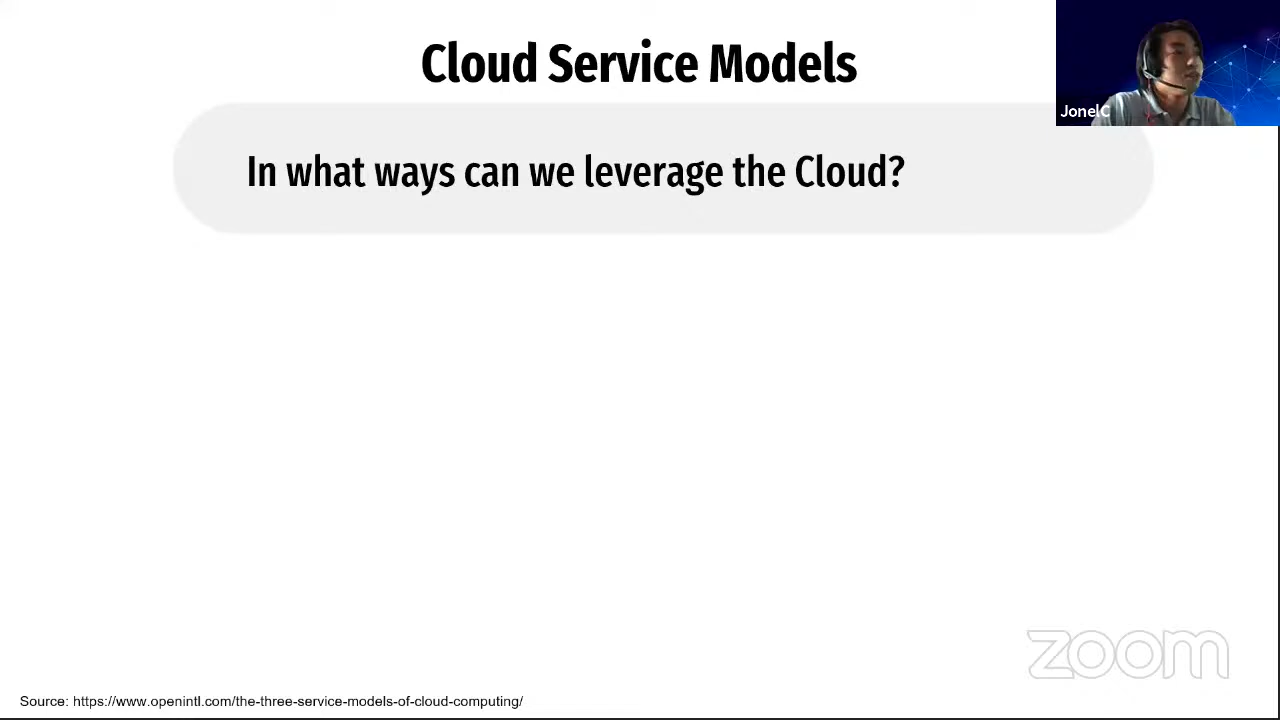 Cloud Service Models
JonelC
In what ways can we leverage the Cloud?
zoom
Source: https://www.openintl.com/the-three-service-models-of-cloud-computing/